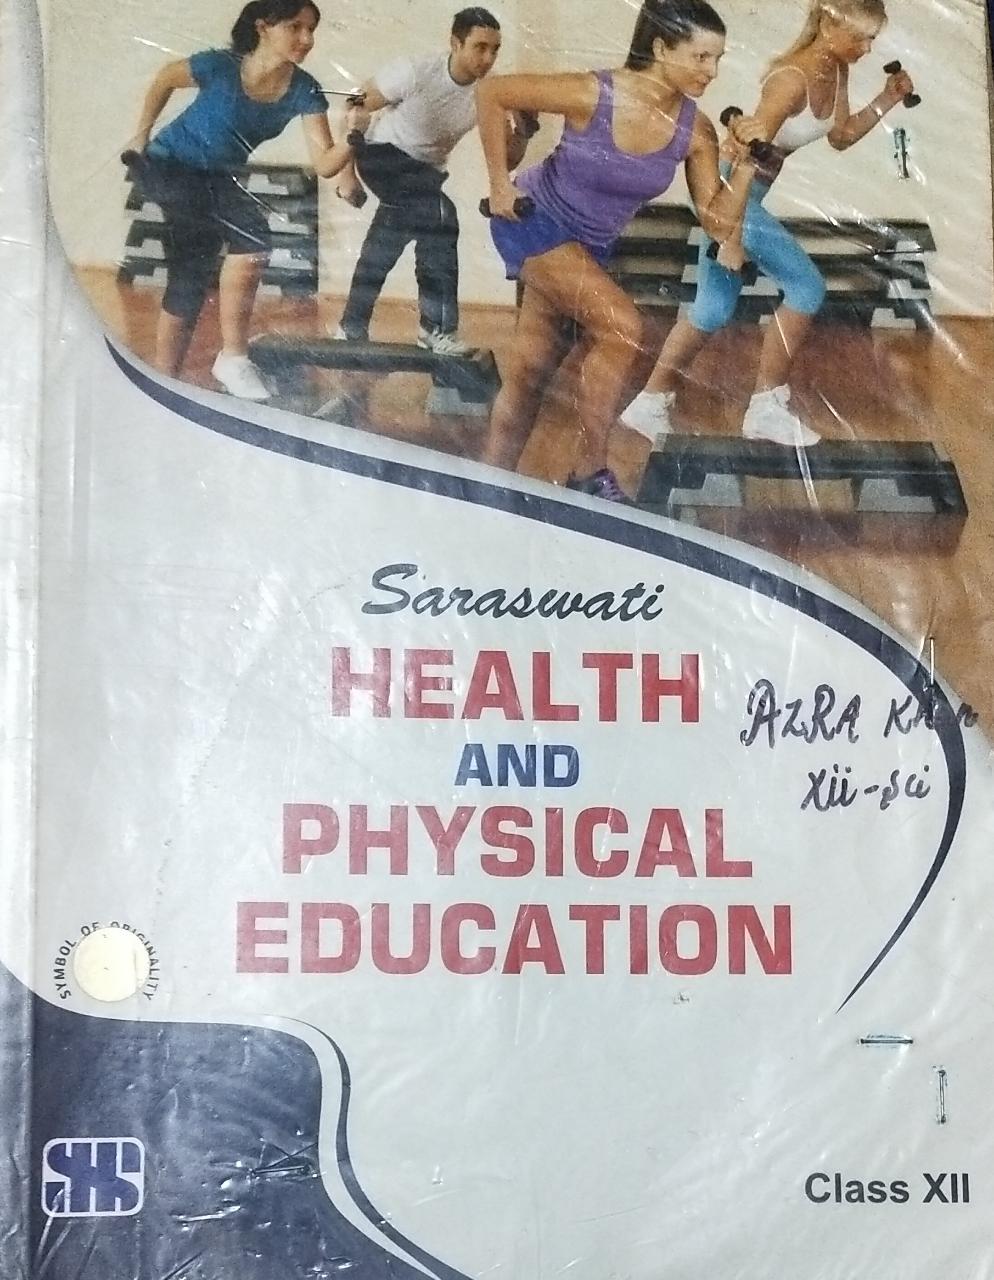 Saraswati
HEALTH
AND
PHYSICAL
EDUCATION
AZRA Khan
Xii-Sci
SYMBOL OF ORIGINALITY
SHS
Class XII